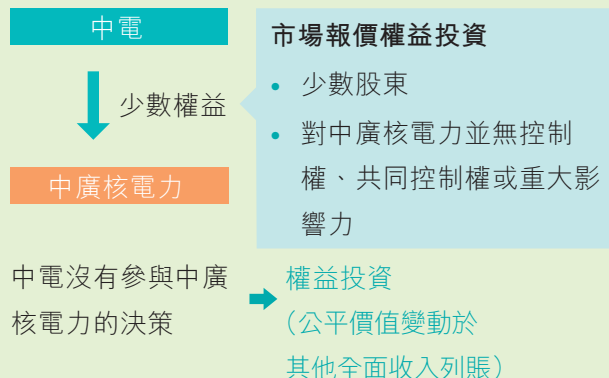 中電
少數權益
中廣核電力
市場報價權益投資
• 少數股東
• 對中廣核電力並無控制
權、共同控制權或重大影
響力
中電沒有參與中廣
核電力的決策
權益投資
(公平價值變動於
其他全面收入列賬)